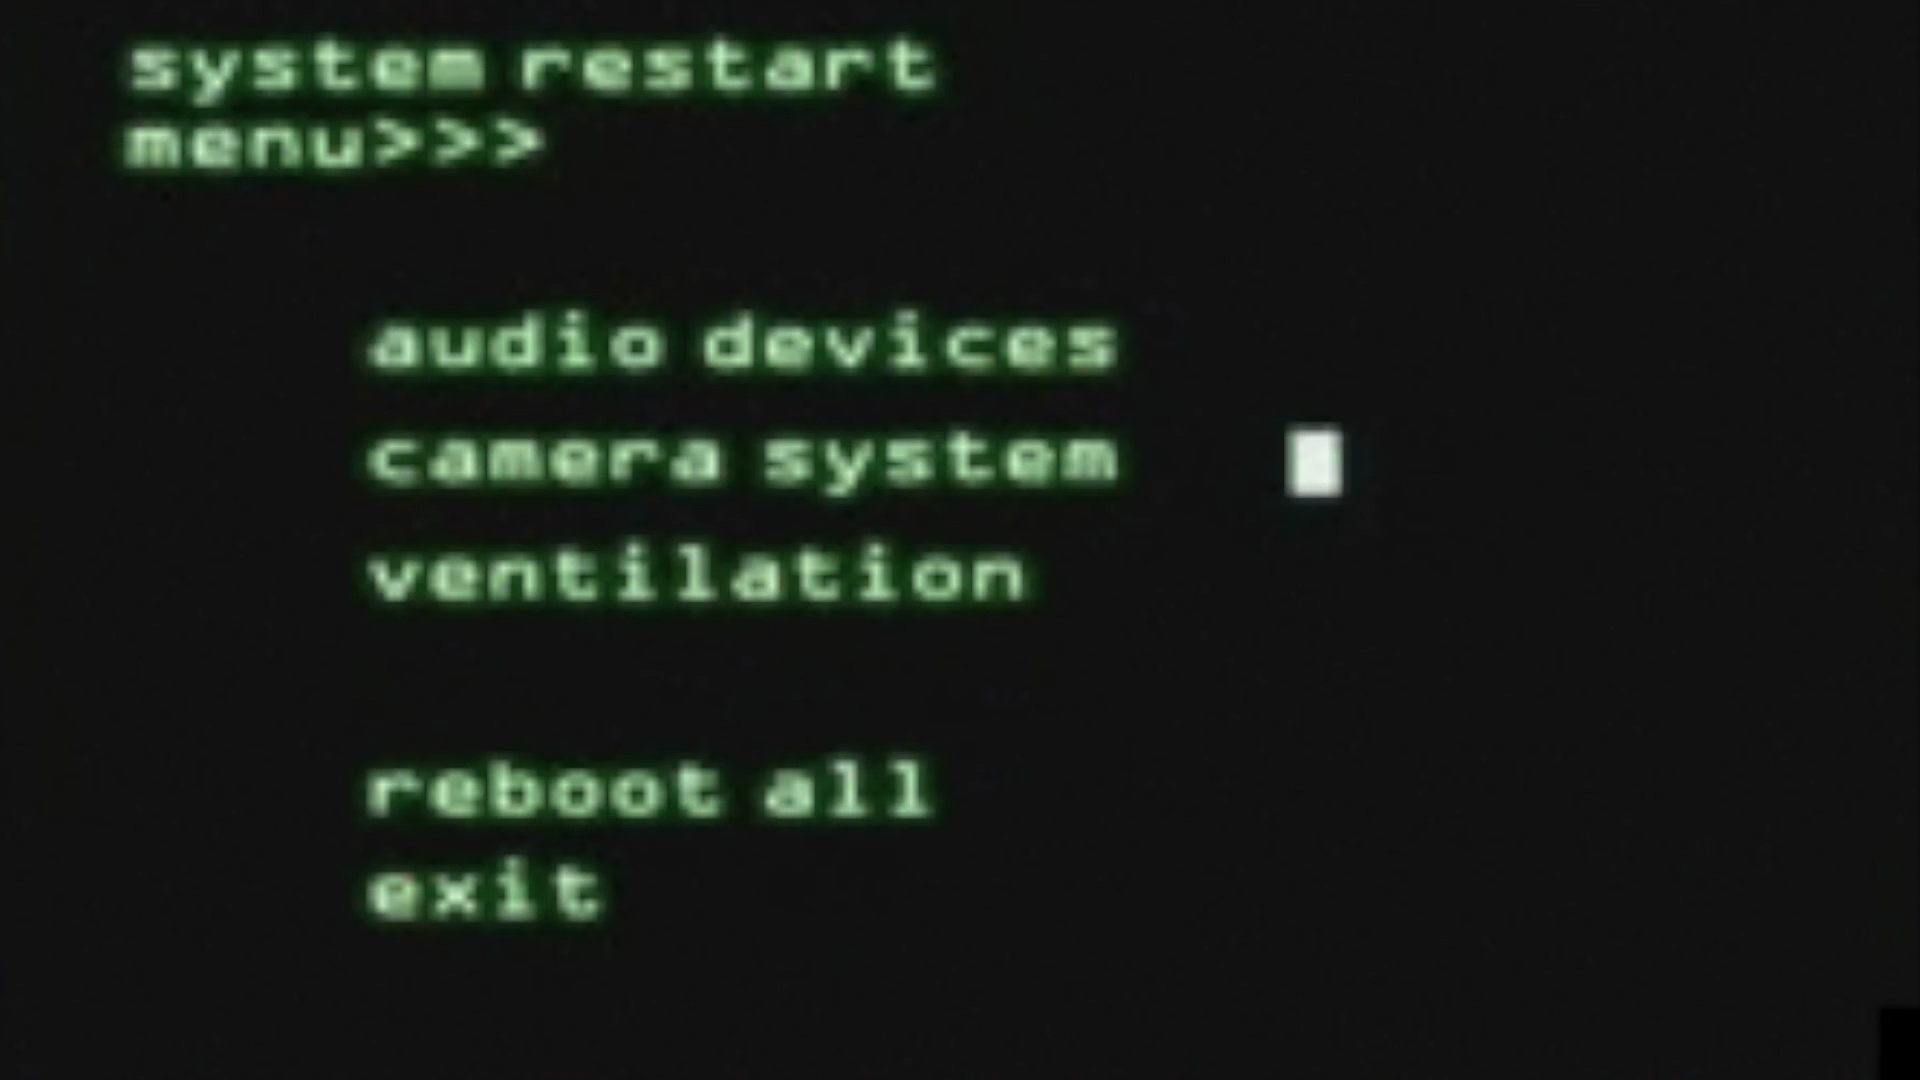 system restart
menu>>>
audio devices
camera system
ventilation
reboot all
exit